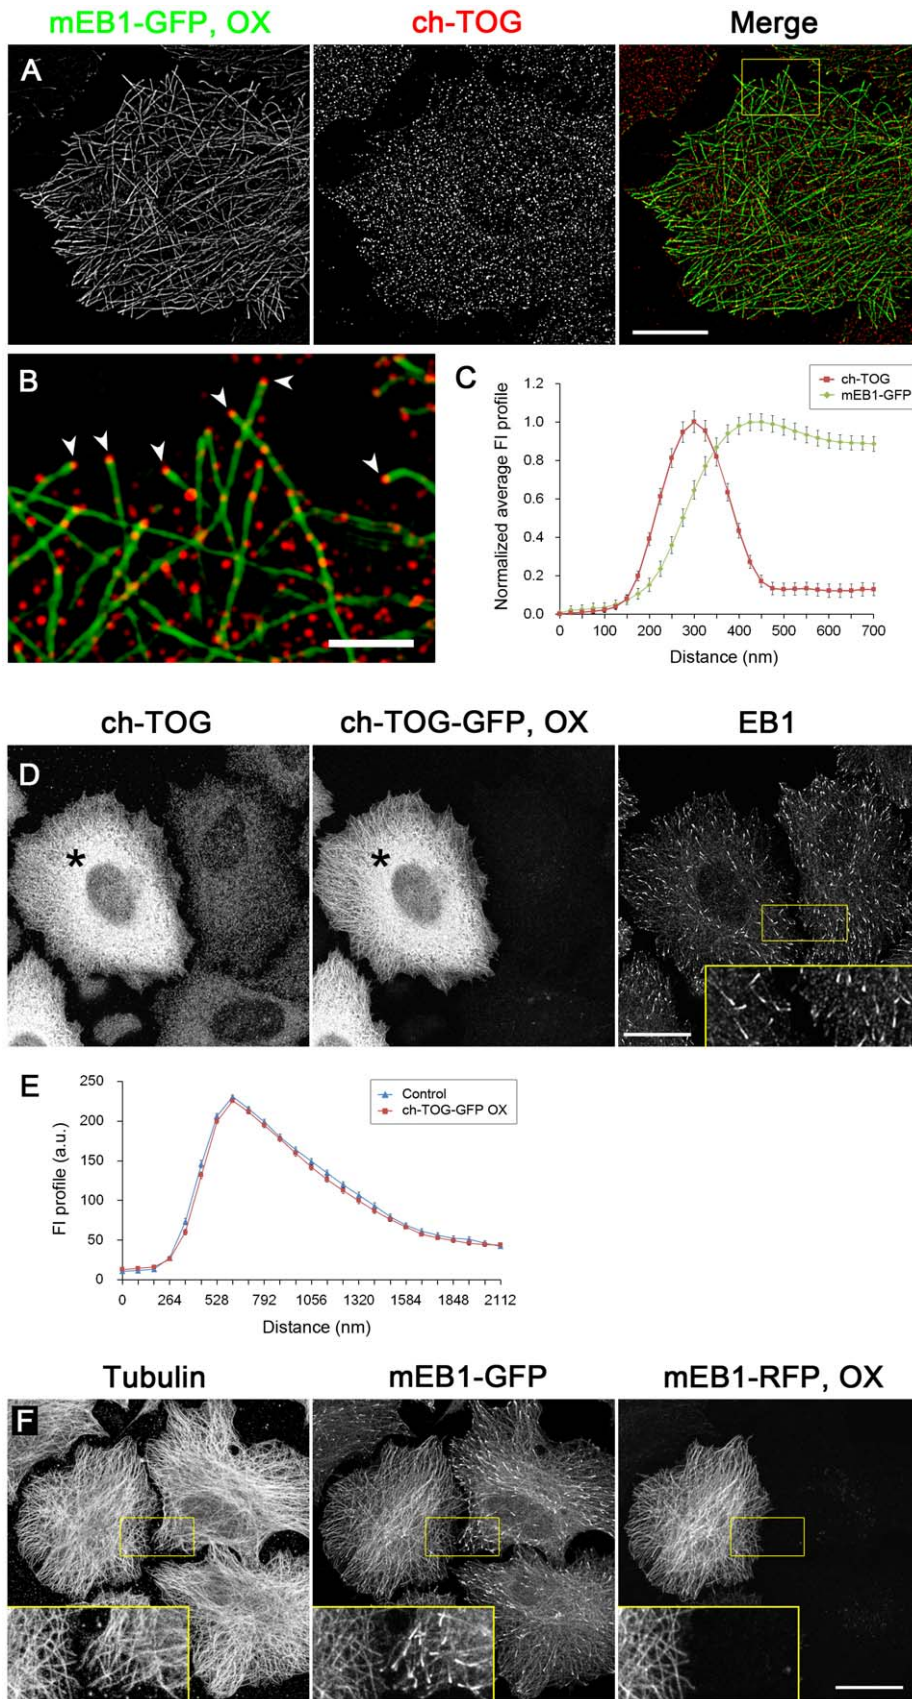 mEB1-GFP, OX ch-TOG Merge
A
B
C
Normalized average FI profile
1.2
1.0
0.8
0.6
0.4
0.2
0.0
0 100 200 300 400 500 600 700
Distance (nm)
ch-TOG
mEB1-GFP
ch-TOG ch-TOG-GFP, OX EB1
D
* *
E
FI profile (a.u.)
250
200
150
100
50
0
0 264 528 792 1056 1320 1584 1848 2112
Distance (nm)
Control
ch-TOG-GFP OX
Tubulin mEB1-GFP mEB1-RFP, OX
F